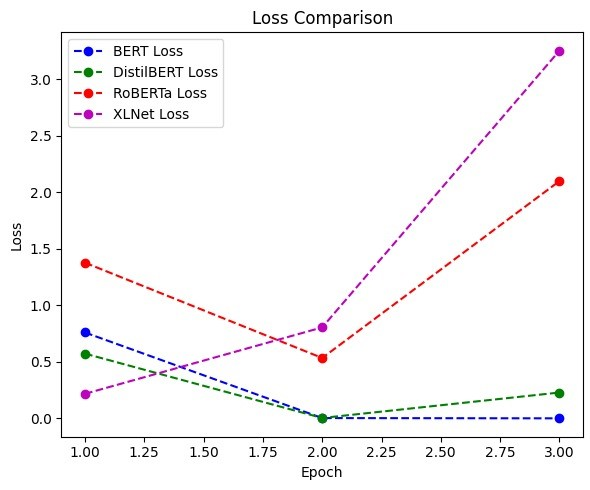 Loss Comparison
BERT Loss
DistilBERT Loss
RoBERTa Loss
XLNet Loss
3.0
2.5
2.0
1.5
1.0
0.5
0.0
Loss
1.00 1.25 1.50 1.75 2.00 2.25 2.50 2.75 3.00
Epoch